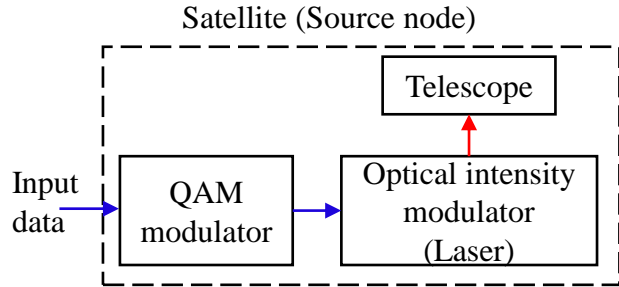 Satellite (Source node)
Telescope
Input
data
QAM
modulator
Optical intensity
modulator
(Laser)